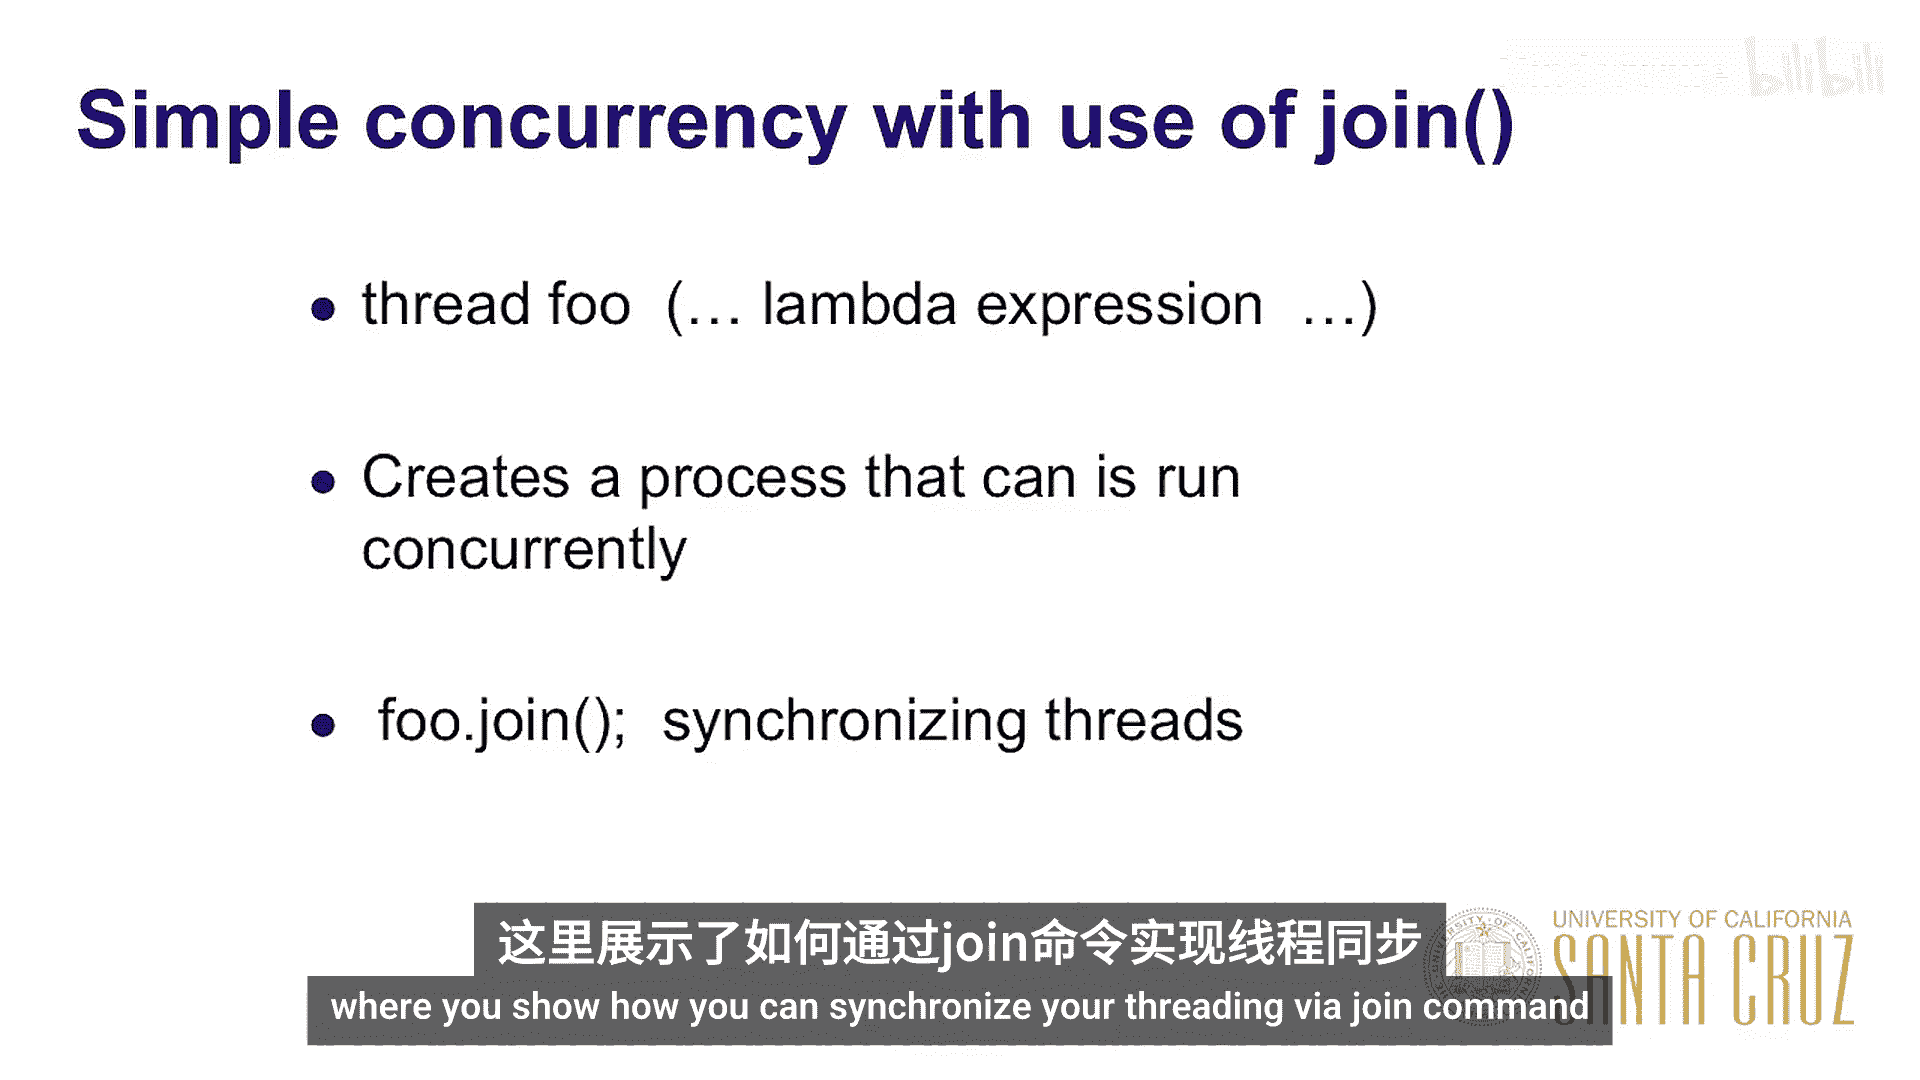 bilibili
Simple concurrency with use of join()
• thread foo (… lambda expression …)
• Creates a process that can is run
concurrently
• foo.join(); synchronizing threads
这里展示了如何通过join命令实现线程同步
where you show how you can synchronize your threading via join command
UNIVERSITY OF CALIFORNIA
SANTA CRUZ